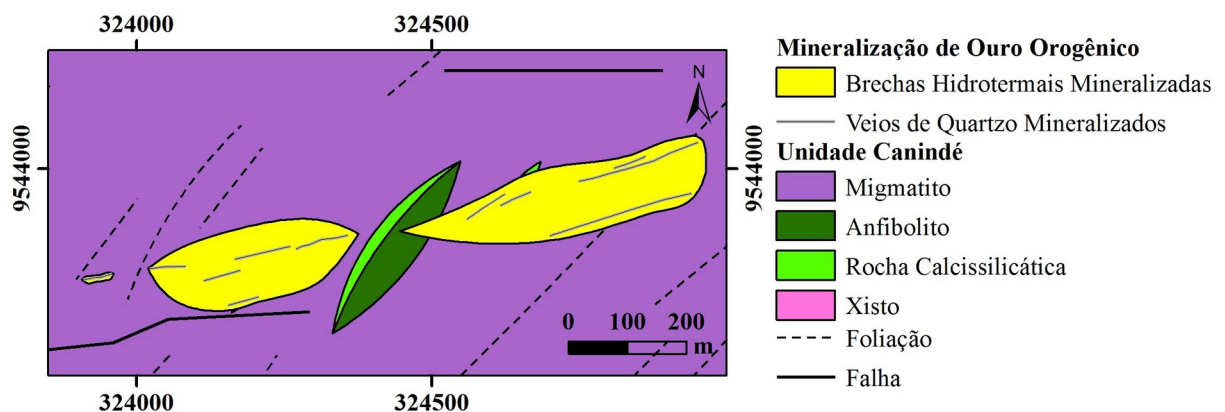 324000
324500
N
9544000
9544000
0
100
200
m
324000
324500
Mineralização de Ouro Orogênico
Brechas Hidrotermais Mineralizadas
Veios de Quartzo Mineralizados
Unidade Canindé
Migmatito
Anfibolito
Rocha Calcissilicática
Xisto
Foliação
Falha